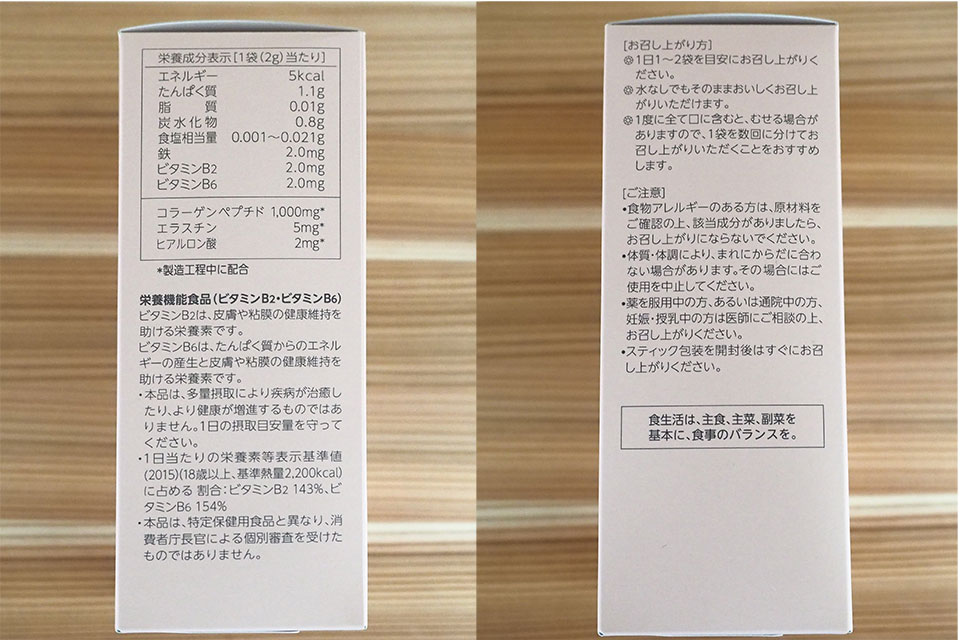 栄養成分表示[1袋(2g)当たり]
エネルギー 5kcal
たんぱく質 1.1g
脂質 0.01g
炭水化物 0.8g
食塩相当量 0.001〜0.021g
鉄 2.0mg
ビタミンB2 2.0mg
ビタミンB6 2.0mg
コラーゲンペプチド 1,000mg*
エラスチン 5mg*
ヒアルロン酸 2mg*
*製造工程中に配合
栄養機能食品(ビタミンB2・ビタミンB6)
ビタミンB2は、皮膚や粘膜の健康維持を
助ける栄養素です。
ビタミンB6は、たんぱく質からのエネル
ギーの産生と皮膚や粘膜の健康維持を
助ける栄養素です。
・本品は、多量摂取により疾病が治癒し
たり、より健康が増進するものではあ
りません。1日の摂取目安量を守って
ください。
・1日当たりの栄養素等表示基準値
(2015)(18歳以上、基準熱量2,200kcal)
に占める 割合:ビタミンB2 143%、ビ
タミンB6 154%
・本品は、特定保健用食品と異なり、消
費者庁長官による個別審査を受けた
ものではありません。
[お召し上がり方]
1日1〜2袋を目安にお召し上がりく
ださい。
水なしでもそのままおいしくお召し上
がりいただけます。
1度に全て口に含むと、むせる場合が
ありますので、1袋を数回に分けてお
召し上がりいただくことをおすすめ
します。
[ご注意]
•食物アレルギーのある方は、原材料を
ご確認の上、該当成分がありましたら、
お召し上がりにならないでください。
•体質・体調により、まれにからだに合わ
ない場合があります。その場合にはご
使用を中止してください。
•薬を服用中の方、あるいは通院中の方、
妊娠・授乳中の方は医師にご相談の上、
お召し上がりください。
•スティック包装を開封後はすぐにお召
し上がりください。
食生活は、主食、主菜、副菜を
基本に、食事のバランスを。